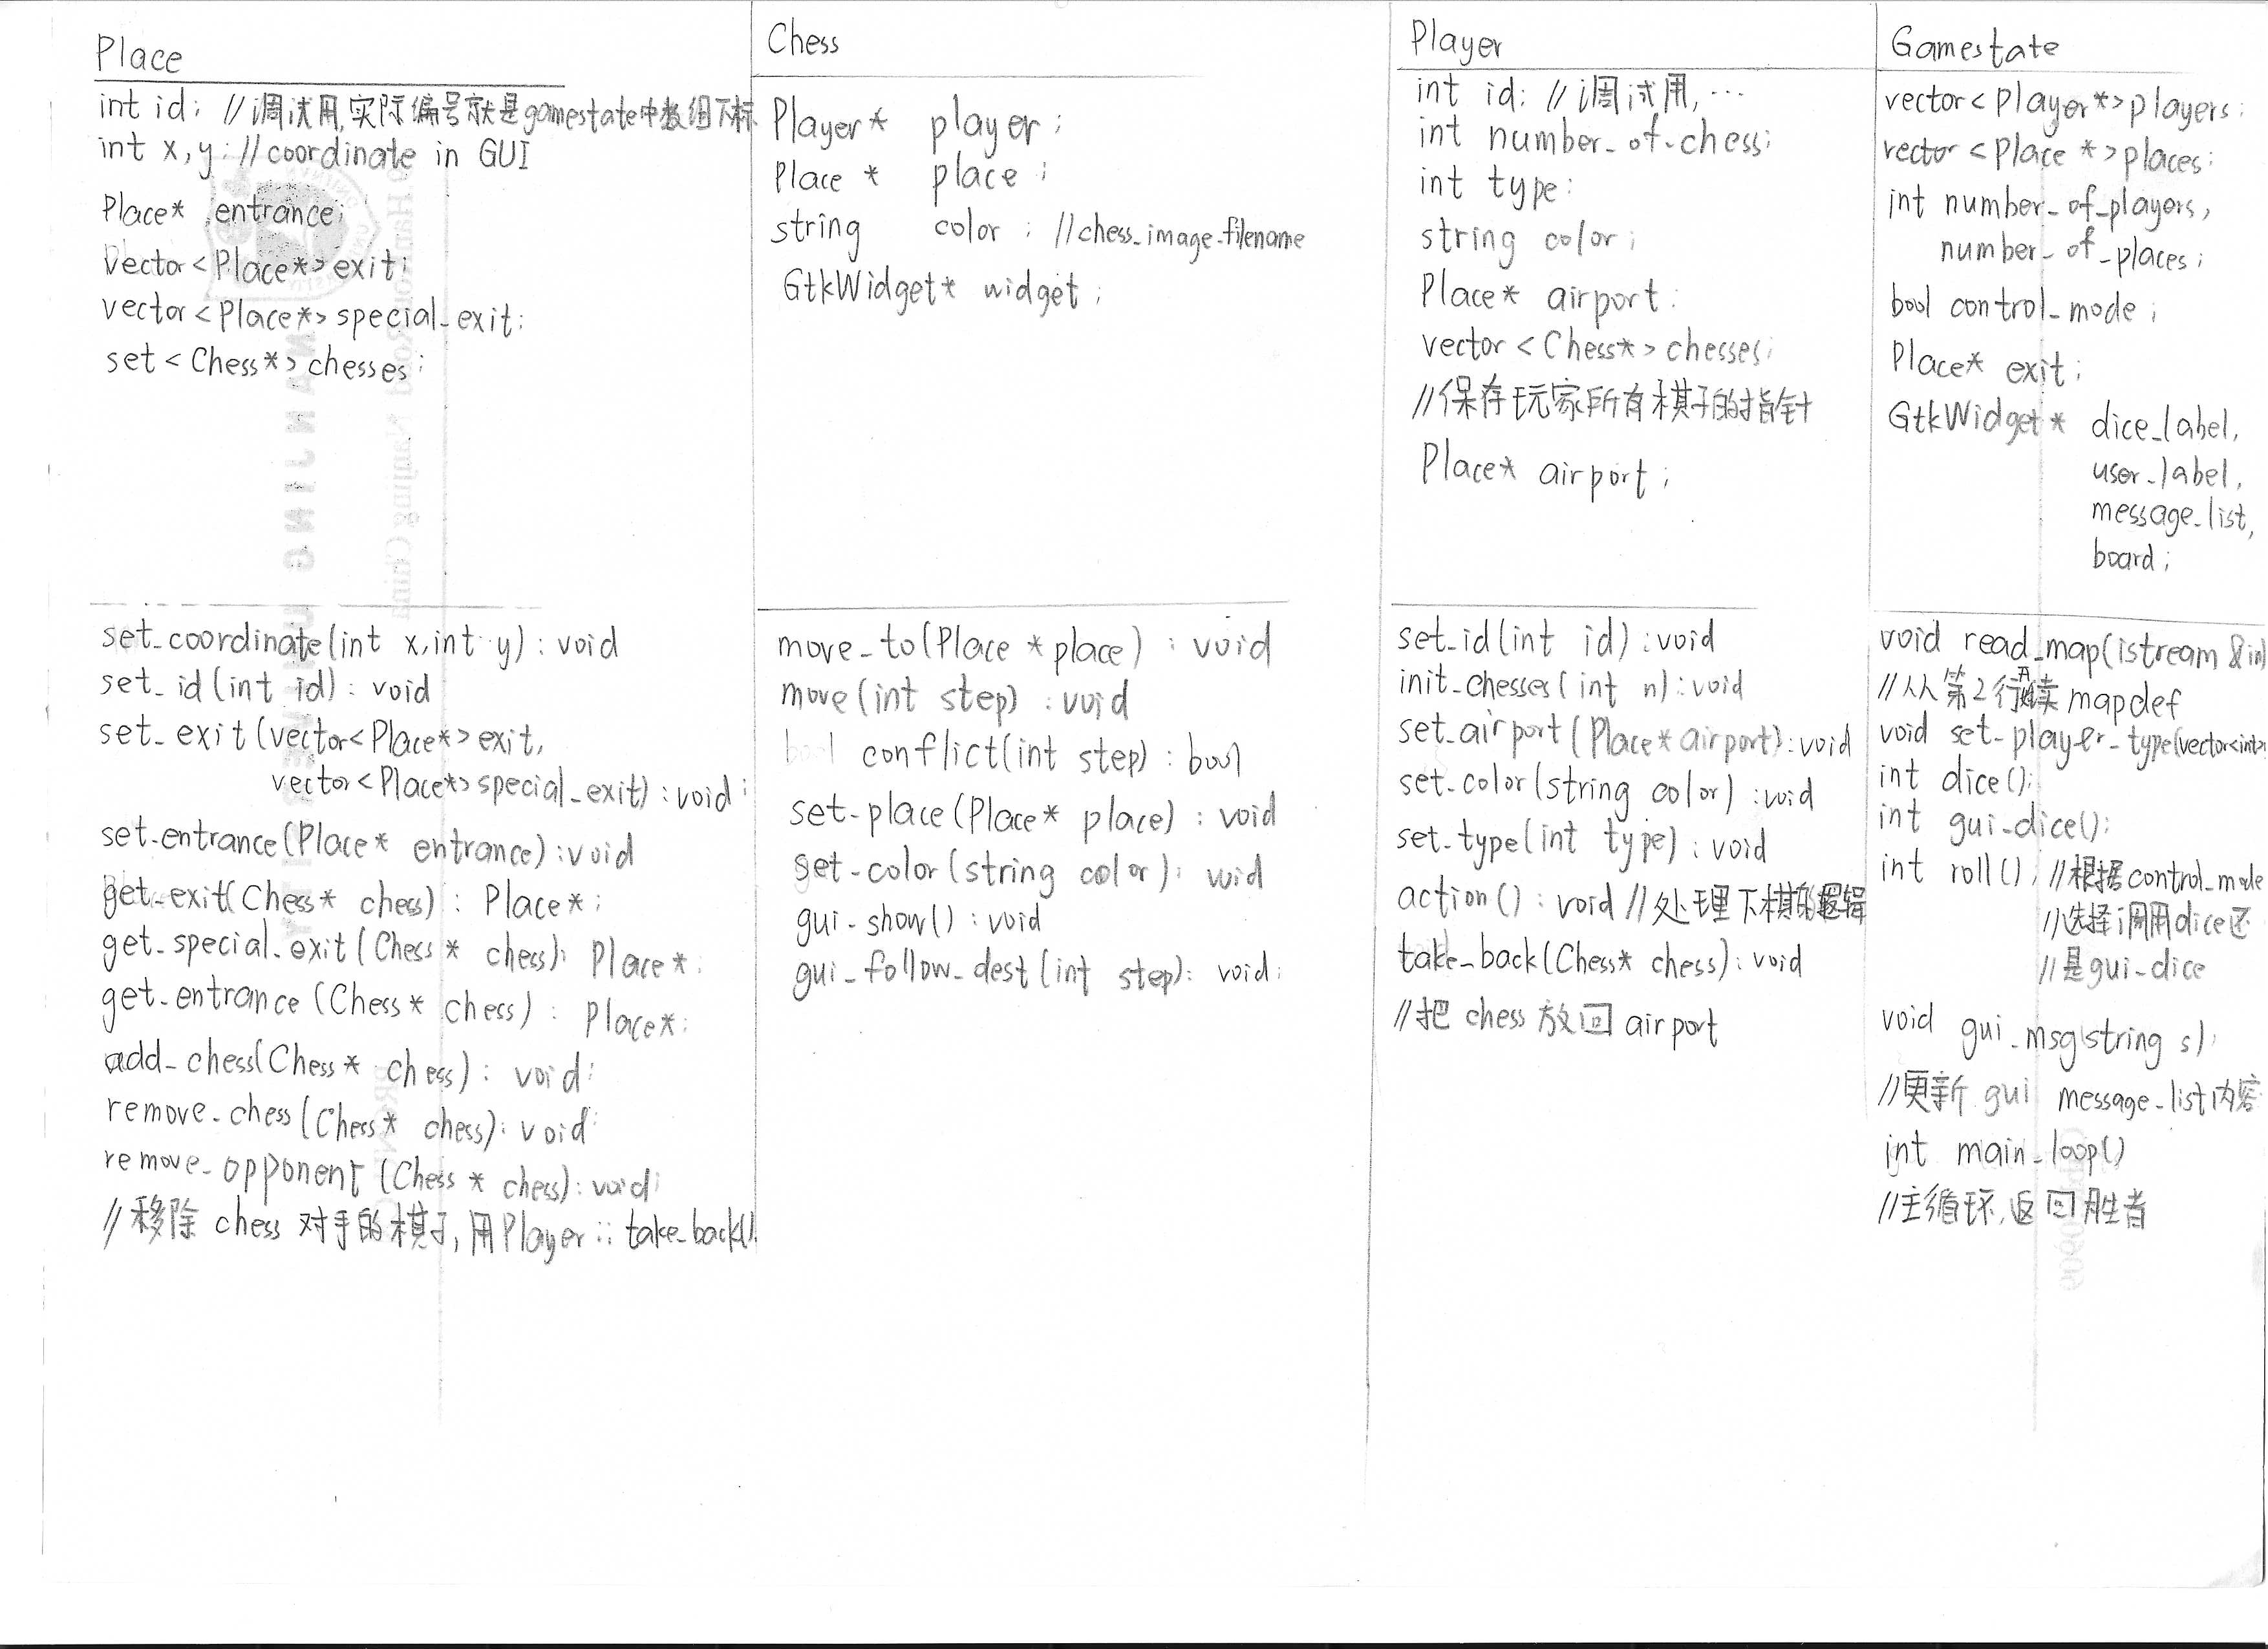 Place
int id; //调试用,实际编号就是gamestate中数组下标
int x,y; //coordinate in GUI
Place* entrance;
vector<Place*>exit;
vector<Place*>special_exit;
set<Chess*>chesses;
set_coordinate(int x,int y):void
set_id(int id):void
set_exit(vector<Place*>exit,
vector<Place*>special_exit):void;
set_entrance(Place* entrance):void
get_exit(Chess* chess): Place*;
get_special_exit(Chess* chess): Place*;
get_entrance(Chess* chess): Place*;
add_chess(Chess* chess): void;
remove_chess(Chess* chess): void;
remove_opponent(Chess* chess):void;
//移除 chess 对手的棋子,用Player::take_back().
Chess
Player* player;
Place* place;
string color; //chess_image_filename
GtkWidget* widget;
move_to(Place *place): void
move(int step): void
bool conflict(int step): bool
set_place(Place* place): void
set_color(string color): void
gui_show(): void
gui_follow_dest(int step): void;
Player
int id; //调试用,…
int number_of_chess;
int type;
string color;
Place* airport;
vector<Chess*>chesses;
//保存玩家所有棋子的指针
Place* airport;
set_id(int id):void
init_chesses(int n):void
set_airport(Place*airport):void
set_color(string color):void
set_type(int type):void
action():void //处理下棋的逻辑
take_back(Chess* chess):void
//把 chess 放回 airport
Gamestate
vector<Player*>players;
vector<Place*>places;
int number_of_players,
number_of_places;
bool control_mode;
Place* exit;
GtkWidget* dice_label,
user_label,
message_list,
board;
void read_map(istream &in)
//从第2行开始读mapdef
void set_player_type(vector<int>
int dice();
int gui_dice();
int roll(); //根据control_mode
//选择调用dice还
//是gui_dice
void gui_msg(string s);
//更新 gui message_list内容
int main_loop()
//主循环,返回胜者